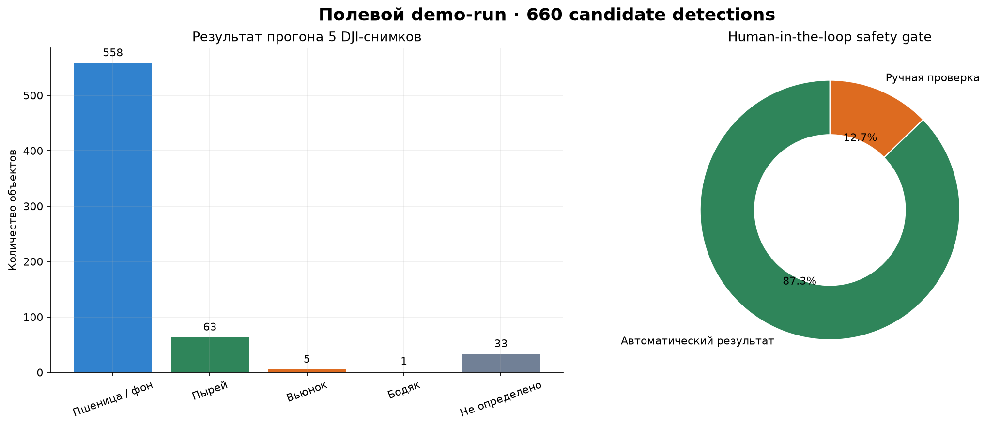 Полевой demo-run · 660 candidate detections
Результат прогона 5 DJI-снимков
558
63
5
1
33
500
400
300
200
100
0
Количество объектов
Пшеница / фон
Пырей
Вьюнок
Бодяк
Не определено
Human-in-the-loop safety gate
Ручная проверка
12.7%
87.3%
Автоматический результат